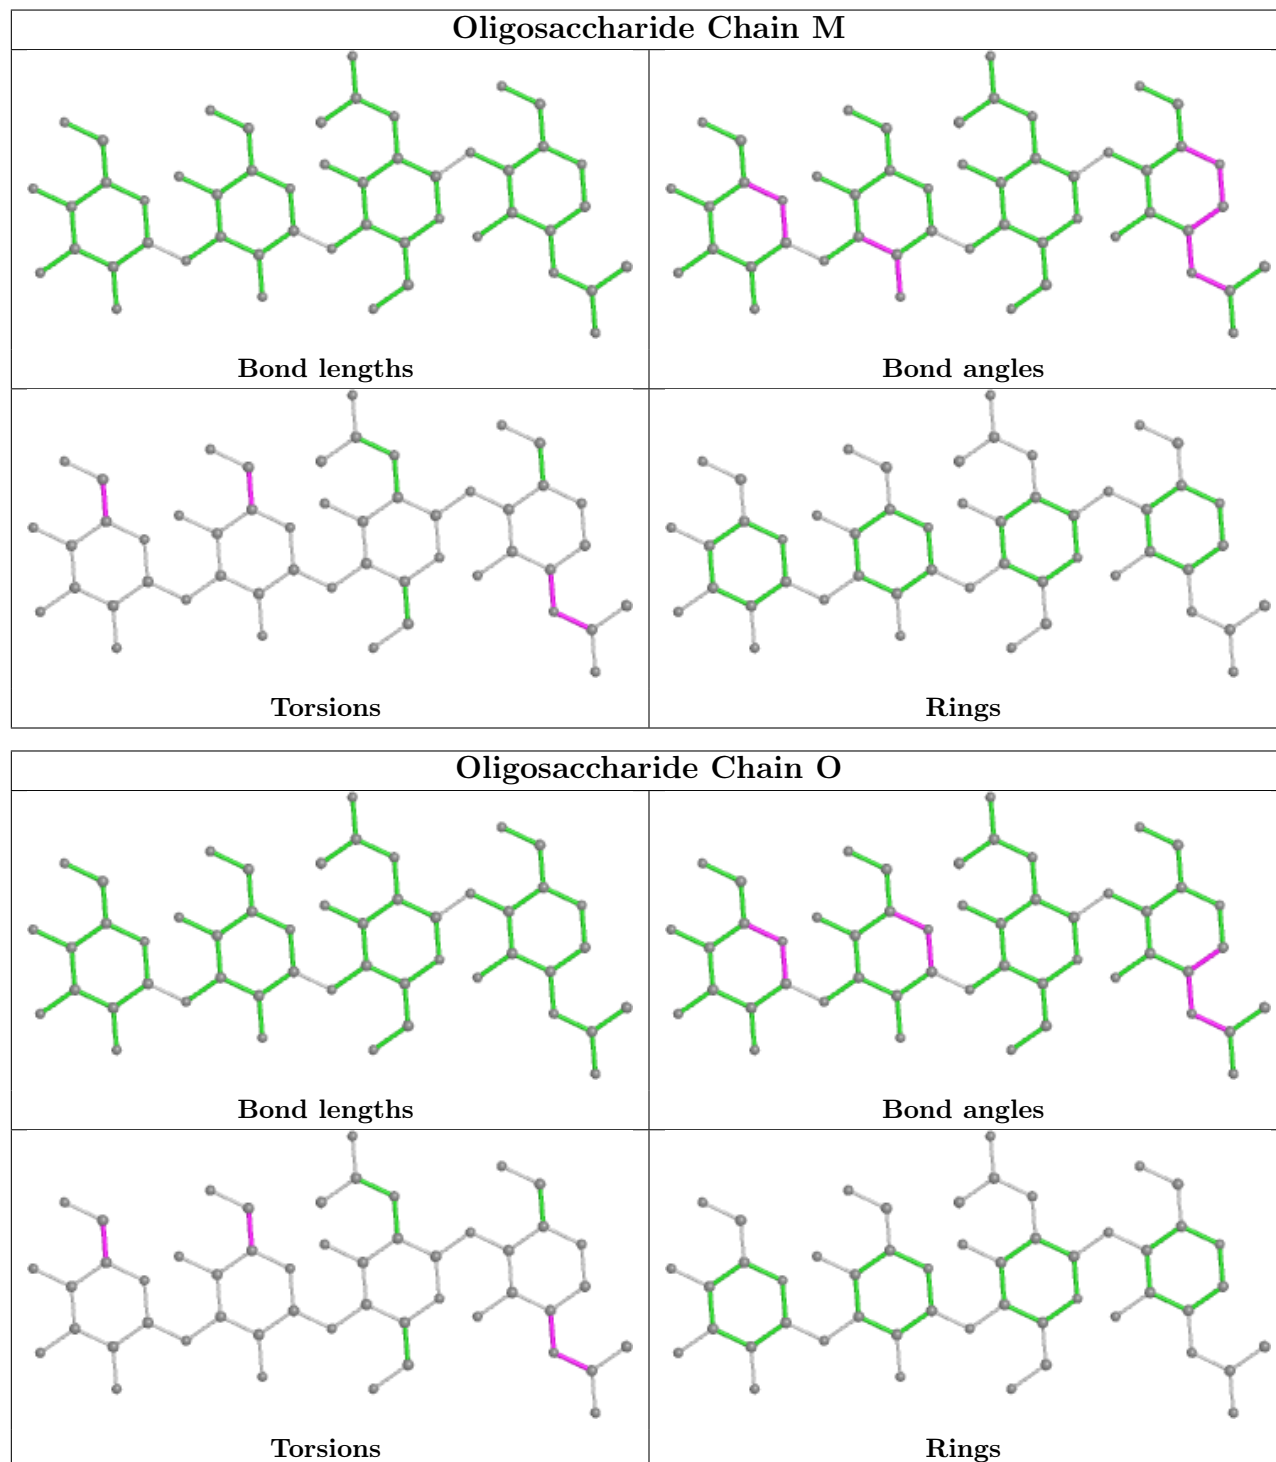 Oligosaccharide Chain M
Bond lengths
Bond angles
Torsions
Rings
Oligosaccharide Chain O
Bond lengths
Bond angles
Torsions
Rings